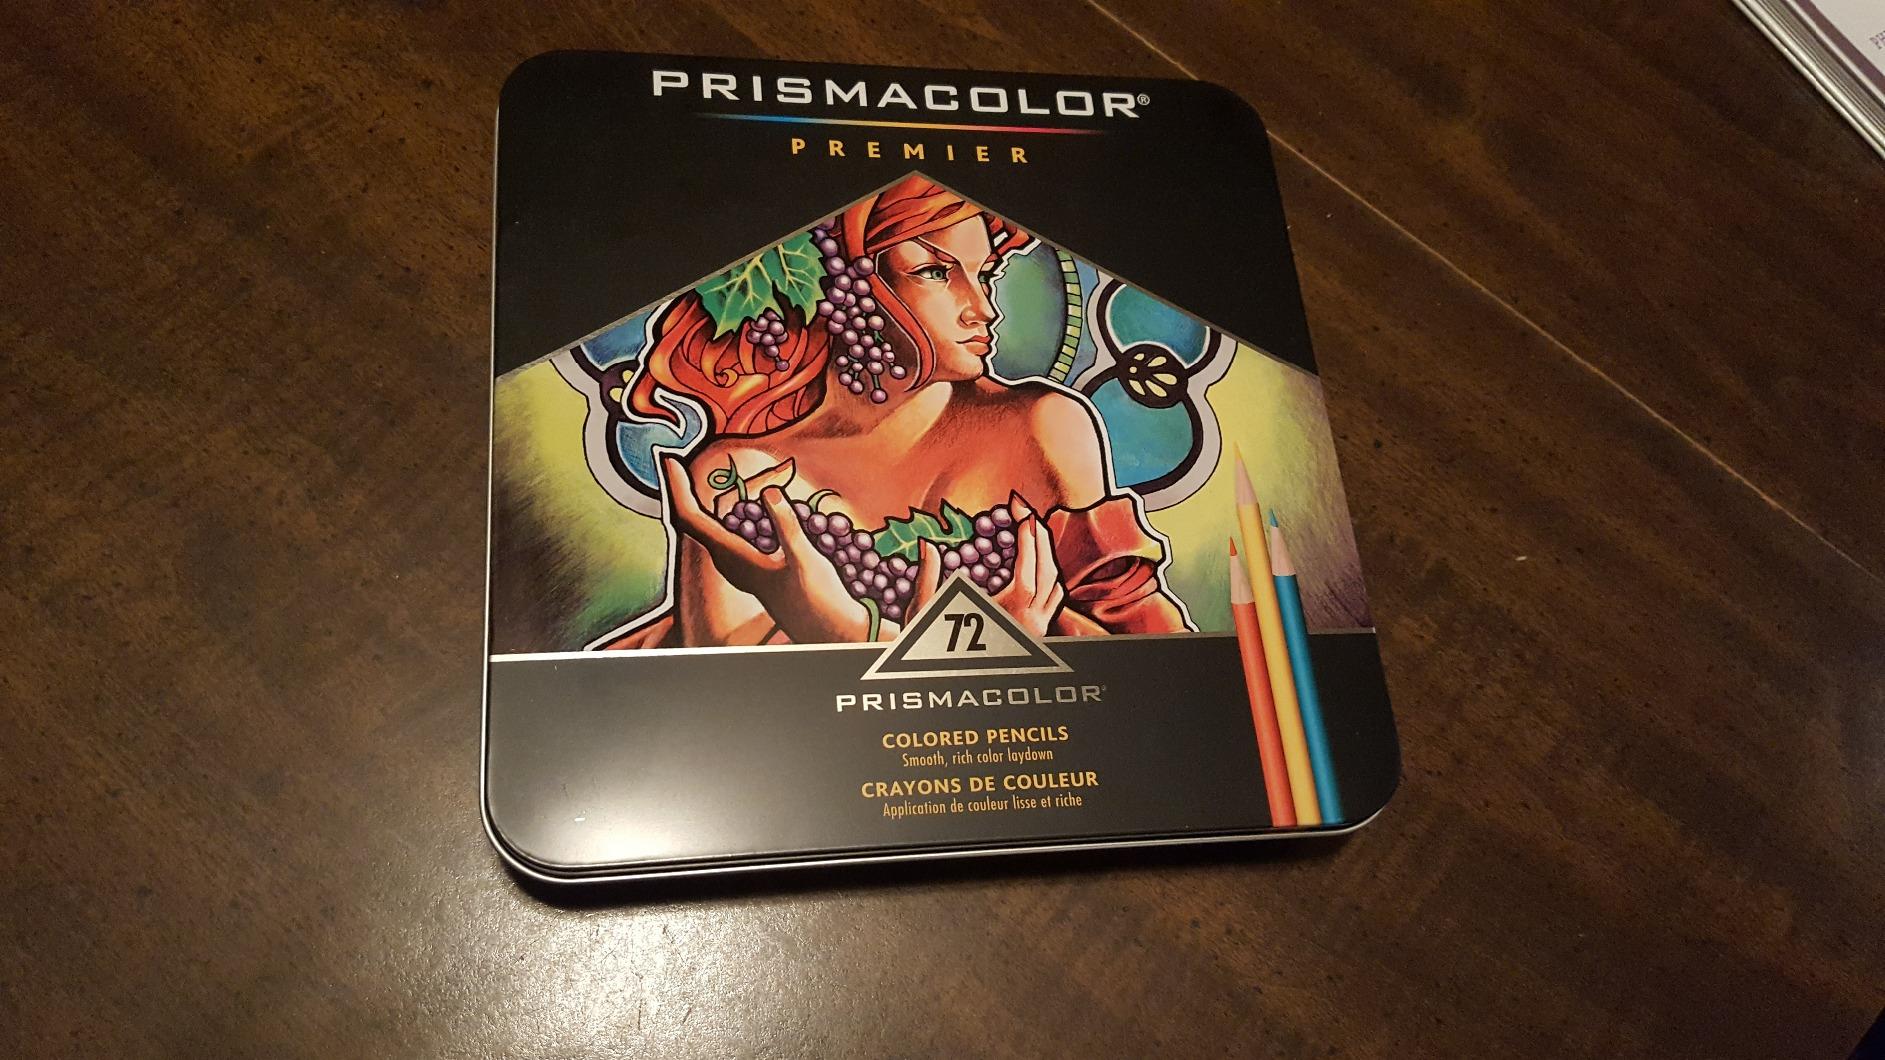 PRISMACOLOR®
PREMIER
72
PRISMACOLOR®
COLORED PENCILS
Smooth, rich color laydown
CRAYONS DE COULEUR
Application de couleur lisse et riche